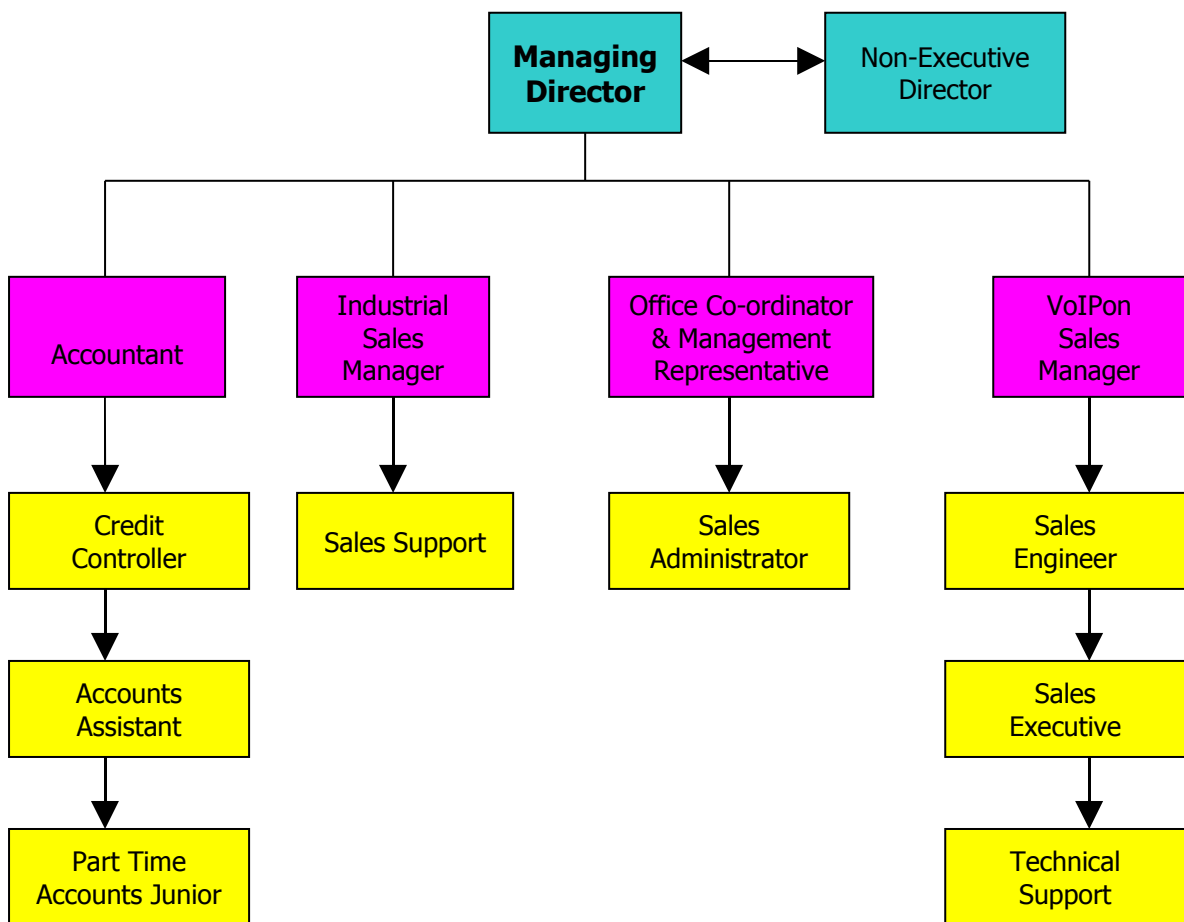 Managing
Director
Non-Executive
Director
Accountant
Industrial
Sales
Manager
Office Co-ordinator
& Management
Representative
VoIPon
Sales
Manager
Credit
Controller
Sales Support
Sales
Administrator
Sales
Engineer
Accounts
Assistant
Sales
Executive
Part Time
Accounts Junior
Technical
Support